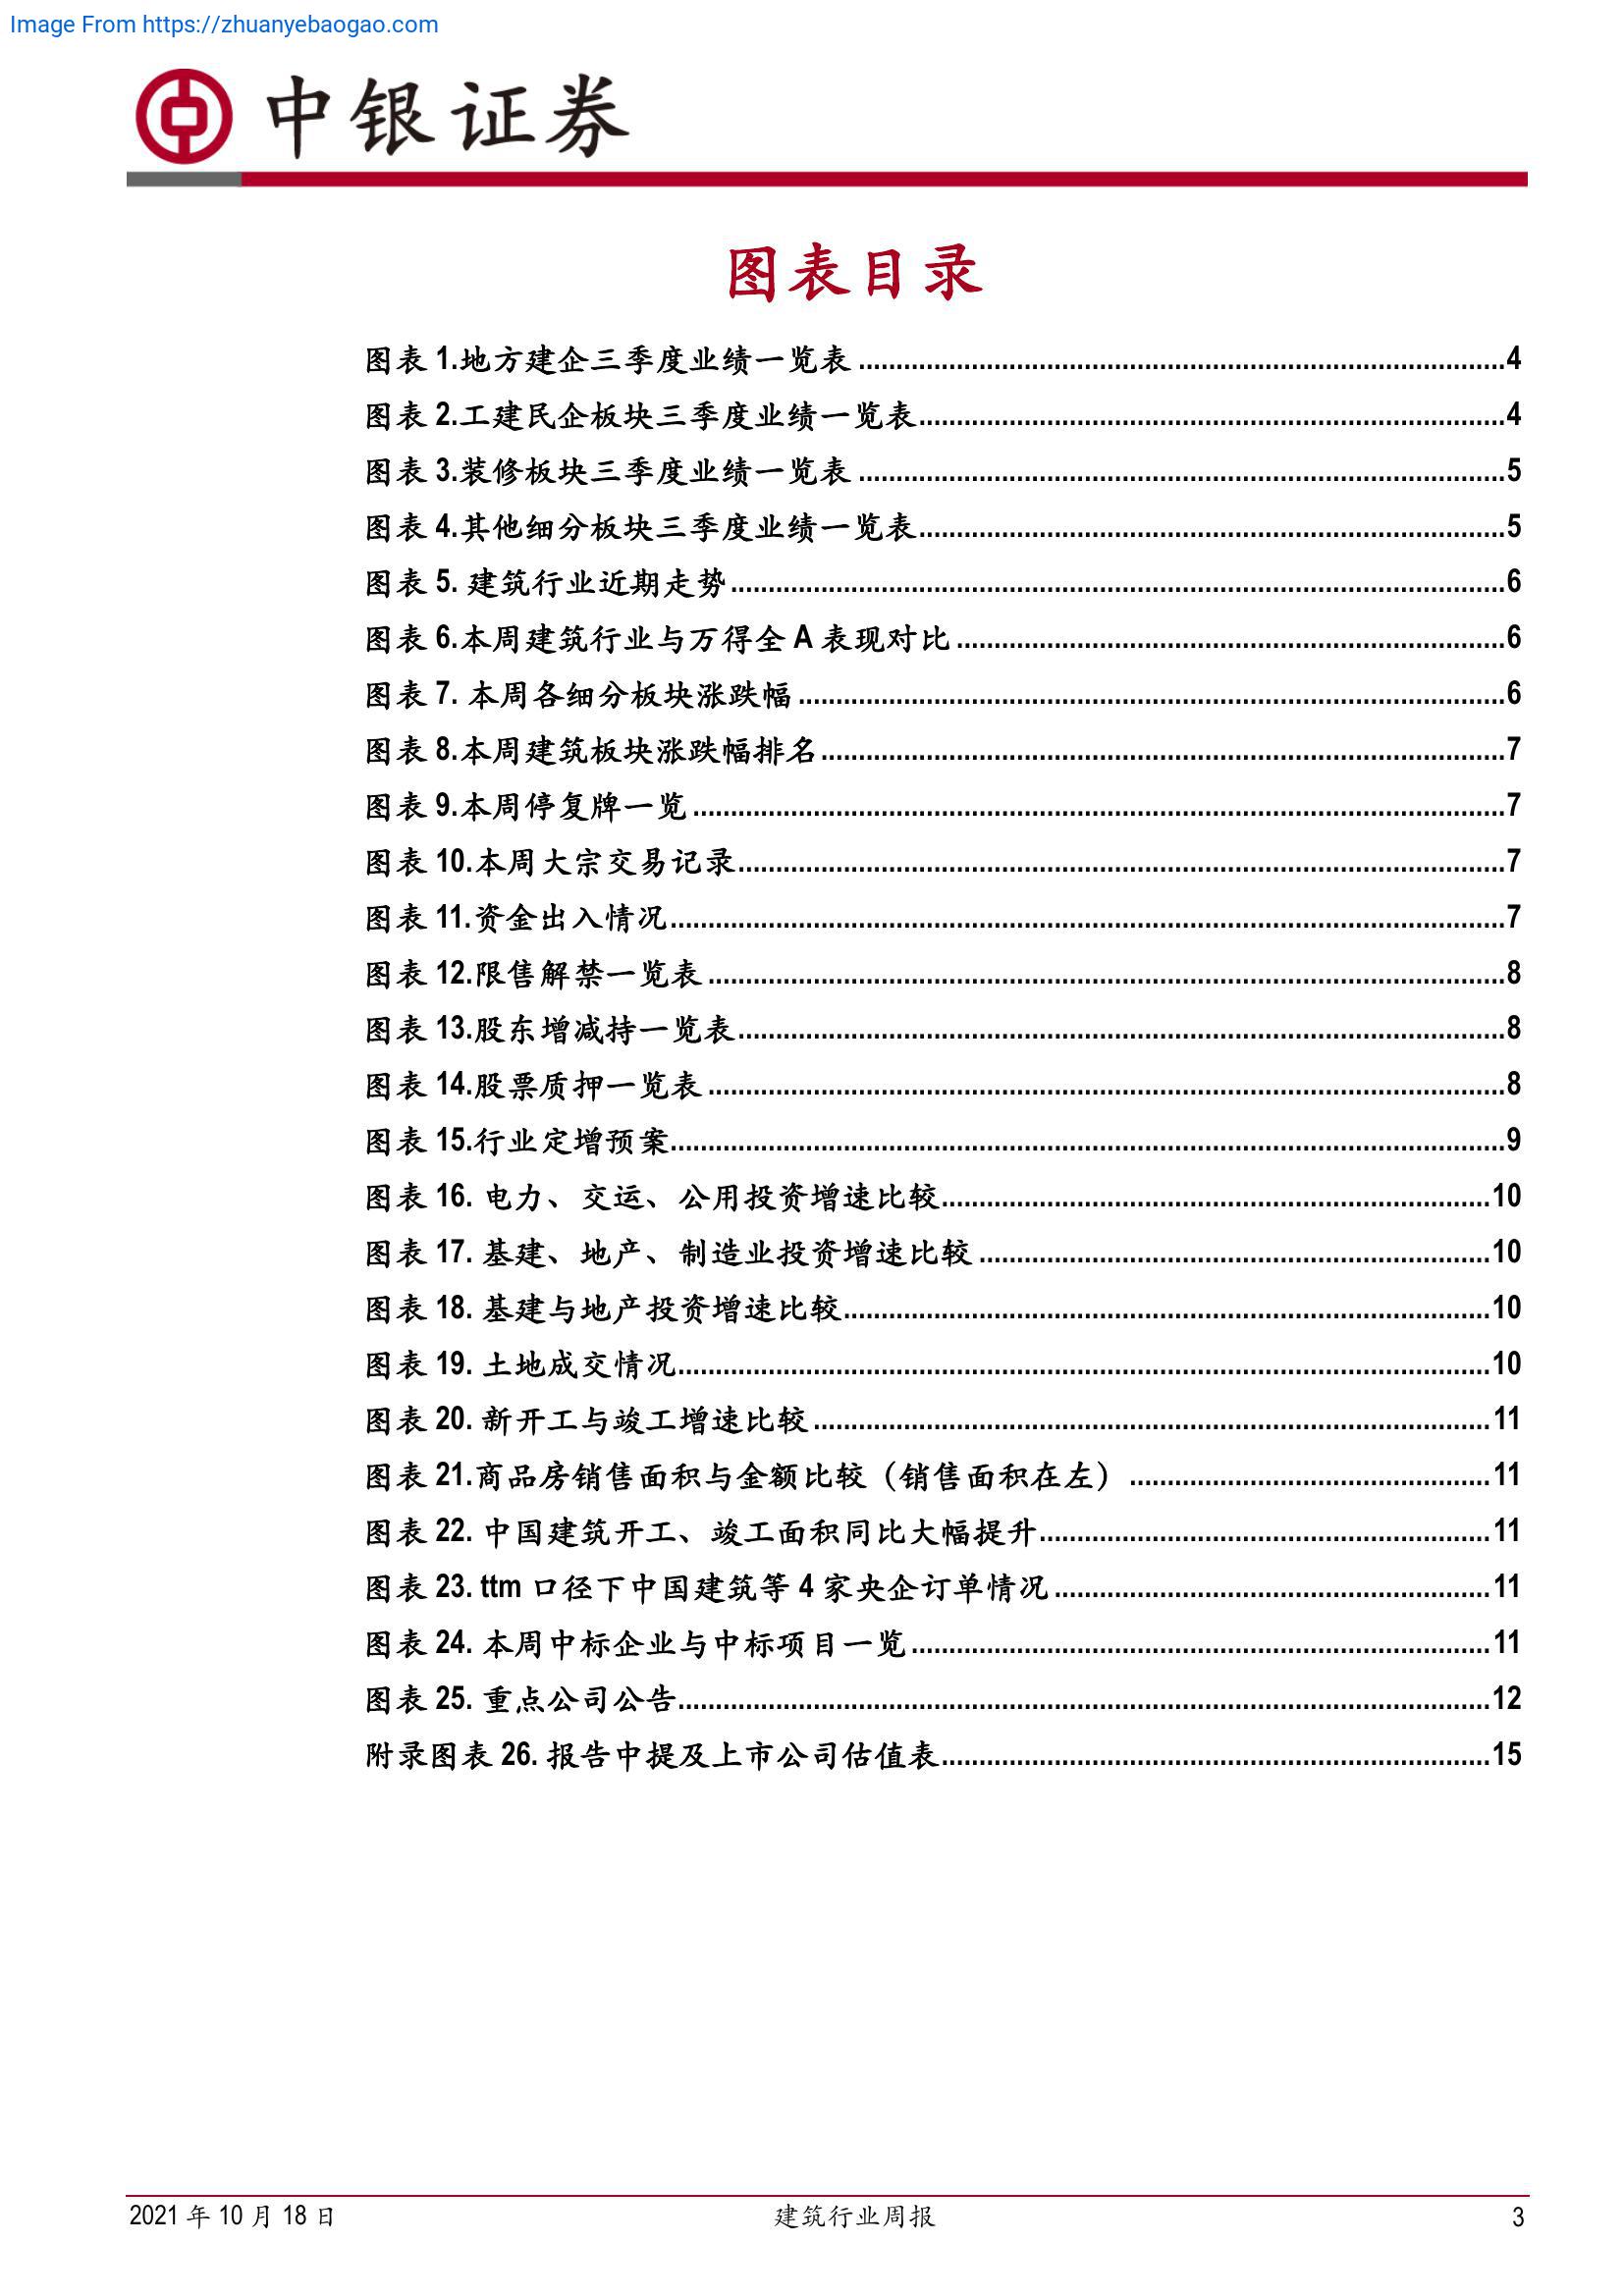 Image From https://zhuanyebaogao.com
中银证券
图表目录
图表 1.地方建企三季度业绩一览表 ........................................ 4
图表 2.工建民企板块三季度业绩一览表 ........................................ 4
图表 3.装修板块三季度业绩一览表 ........................................ 5
图表 4.其他细分板块三季度业绩一览表 ........................................ 5
图表 5. 建筑行业近期走势 ........................................ 6
图表 6.本周建筑行业与万得全 A 表现对比 ........................................ 6
图表 7. 本周各细分板块涨跌幅 ........................................ 6
图表 8.本周建筑板块涨跌幅排名 ........................................ 7
图表 9.本周停复牌一览 ........................................ 7
图表 10.本周大宗交易记录 ........................................ 7
图表 11.资金出入情况 ........................................ 7
图表 12.限售解禁一览表 ........................................ 8
图表 13.股东增减持一览表 ........................................ 8
图表 14.股票质押一览表 ........................................ 8
图表 15.行业定增预案 ........................................ 9
图表 16. 电力、交运、公用投资增速比较 ........................................ 10
图表 17. 基建、地产、制造业投资增速比较 ........................................ 10
图表 18. 基建与地产投资增速比较 ........................................ 10
图表 19. 土地成交情况 ........................................ 10
图表 20. 新开工与竣工增速比较 ........................................ 11
图表 21.商品房销售面积与金额比较（销售面积在左） ........................................ 11
图表 22. 中国建筑开工、竣工面积同比大幅提升 ........................................ 11
图表 23. ttm 口径下中国建筑等 4 家央企订单情况 ........................................ 11
图表 24. 本周中标企业与中标项目一览 ........................................ 11
图表 25. 重点公司公告 ........................................ 12
附录图表 26. 报告中提及上市公司估值表 ........................................ 15
2021 年 10 月 18 日 建筑行业周报 3